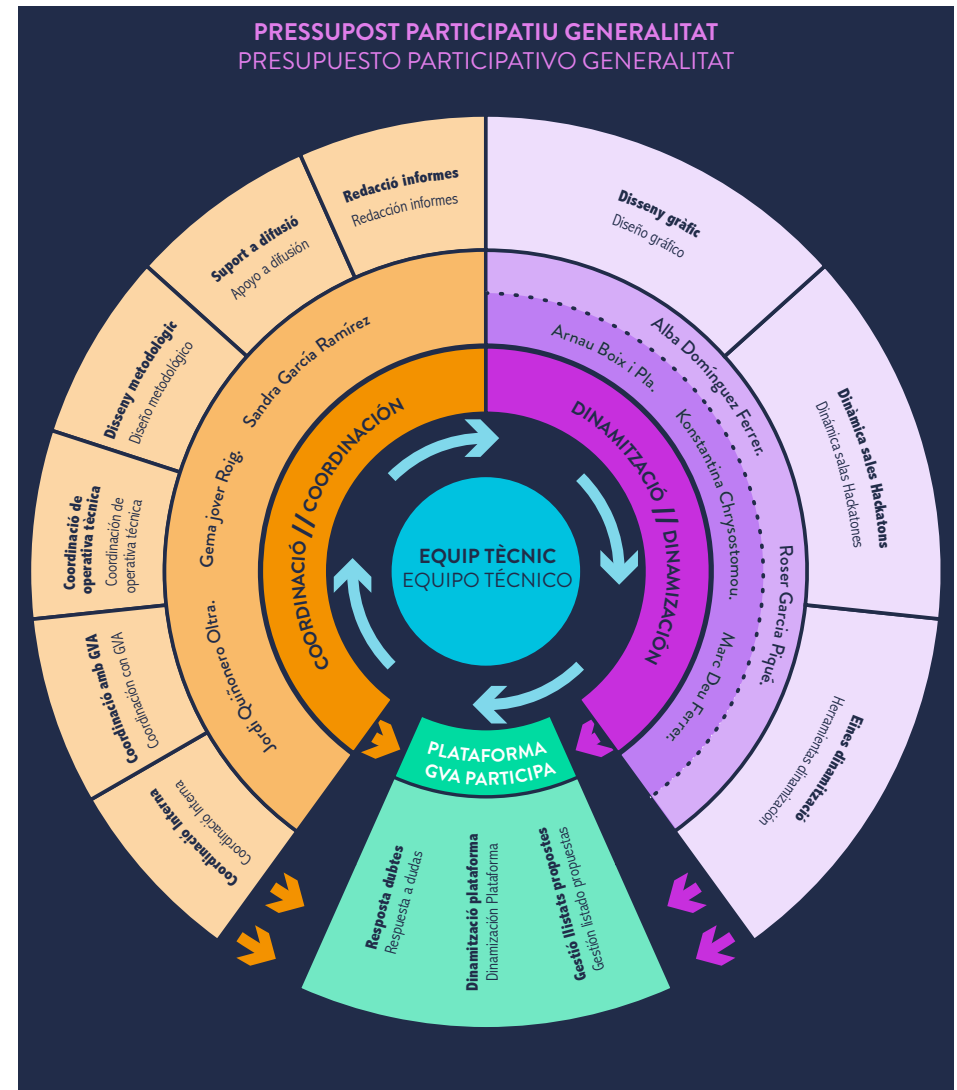 PRESSUPOST PARTICIPATIU GENERALITAT
PRESUPUESTO PARTICIPATIVO GENERALITAT
Redacció informes
Redacción informes
Suport a difusió
Apoyo a difusión
Disseny metodològic
Diseño metodológico
Coordinació de
operativa tècnica
Coordinación de
operativa técnica
Coordinació amb GVA
Coordinación con GVA
Coordinació Interna
Coordinació Interna
Sandra García Ramírez
Gema Jover Roig.
Jordi Quiñonero Oltra.
COORDINACIÓ // COORDINACIÓN
Disseny gràfic
Diseño gráfico
Dinàmica sales Hackatons
Dinámica salas Hackatones
Eines dinamització
Herramientas dinamización
Alba Domínguez Ferrer.
Roser Garcia Piqué.
Arnau Boix i Pla.
Konstantina Chrysostomou.
Marc Deu Ferrer.
DINAMITZACIÓ // DINAMIZACIÓN
EQUIP TÈCNIC
EQUIPO TÉCNICO
PLATAFORMA
GVA PARTICIPA
Resposta dubtes
Respuesta a dudas
Dinamització plataforma
Dinamización Plataforma
Gestió llistats propostes
Gestión listado propuestas